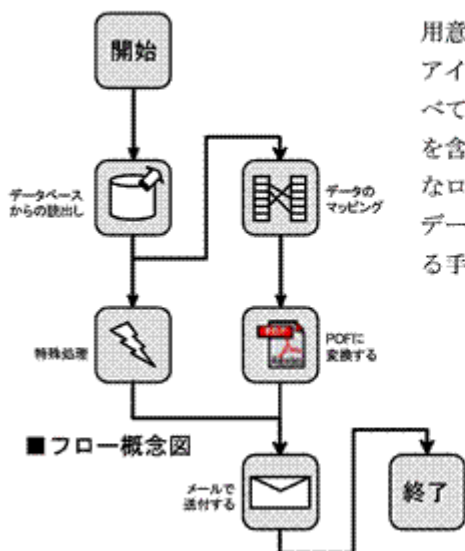 開始
用意
アイ
べて
を含
なロ
デー
る手
データベース
からの読出し
データの
マッピング
特殊処理
PDFに
変換する
■フロー概念図
メールで
送付する
終了